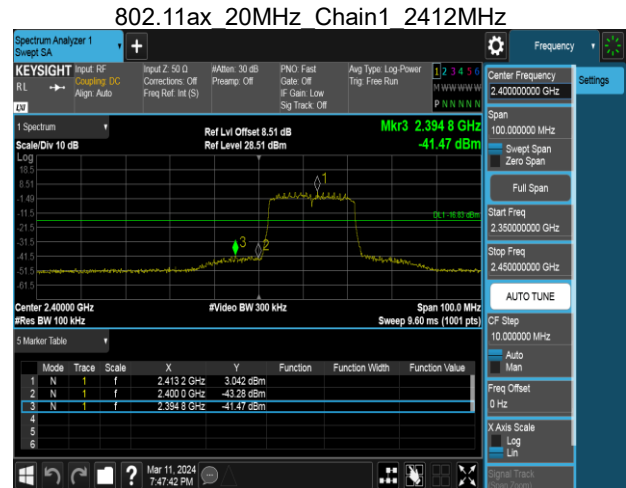 802.11ax_20MHz_Chain1_2412MHz
Spectrum Analyzer 1
Swept SA
Frequency
KEYSIGHT
RL
Input: RF
Coupling: DC
Align: Auto
Input Z: 50 Ω
Corrections: Off
Freq Ref: Int (S)
#Atten: 30 dB
Preamp: Off
PNO: Fast
Gate: Off
IF Gain: Low
Sig Track: Off
Avg Type: Log-Power
Trig: Free Run
1 2 3 4 5 6
M W W W W W
P N N N N N
Center Frequency
2.400000000 GHz
Settings
Span
100.000000 MHz
Swept Span
Zero Span
Full Span
Start Freq
2.350000000 GHz
Stop Freq
2.450000000 GHz
AUTO TUNE
CF Step
10.000000 MHz
Auto
Man
Freq Offset
0 Hz
X Axis Scale
Log
Lin
Signal Track
(Span Zoom)
1 Spectrum
Scale/Div 10 dB
Ref Lvl Offset 8.51 dB
Ref Level 28.51 dBm
Mkr3 2.394 8 GHz
-41.47 dBm
Log
18.5
8.51
-1.49
-11.5
-21.5
-31.5
-41.5
-51.5
-61.5
1
2
3
Center 2.40000 GHz
#Res BW 100 kHz
#Video BW 300 kHz
Span 100.0 MHz
Sweep 9.60 ms (1001 pts)
5 Marker Table
Mode Trace Scale X Y Function Function Width Function Value
1 N 1 f 2.413 2 GHz 3.042 dBm
2 N 1 f 2.400 0 GHz -43.28 dBm
3 N 1 f 2.394 8 GHz -41.47 dBm
4
5
6
Mar 11, 2024
7:47:42 PM